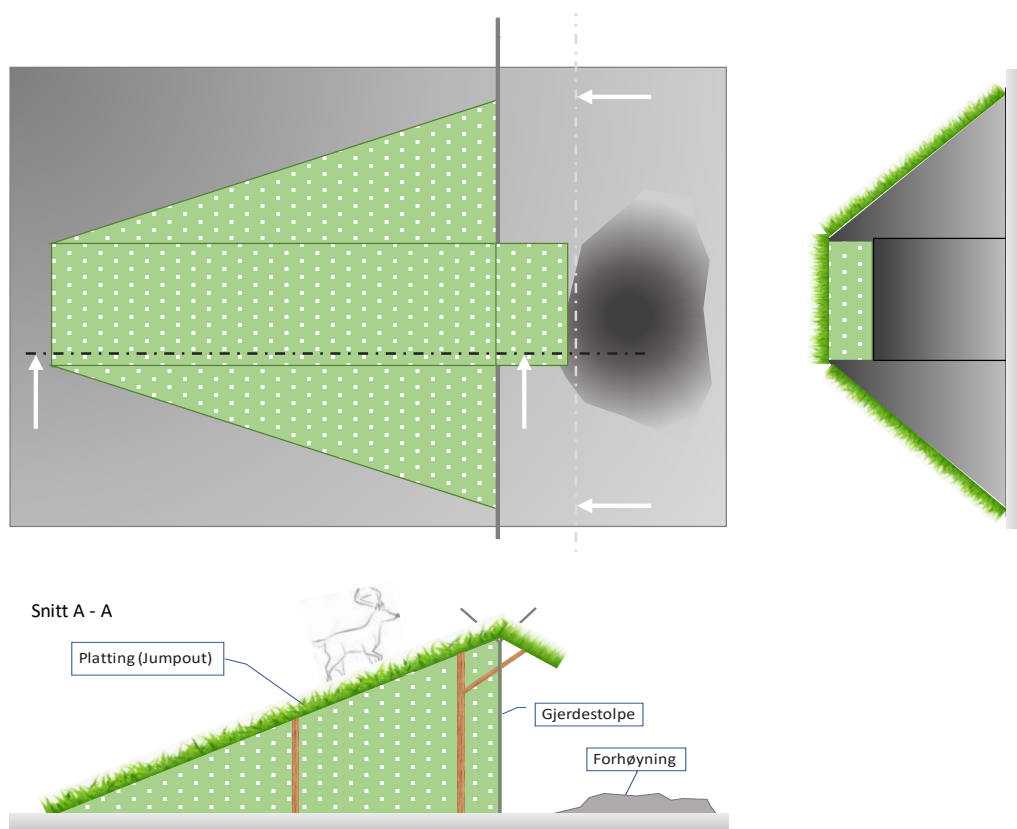 Snitt A - A
Platting (Jumpout)
Gjerdestolpe
Forhøyning